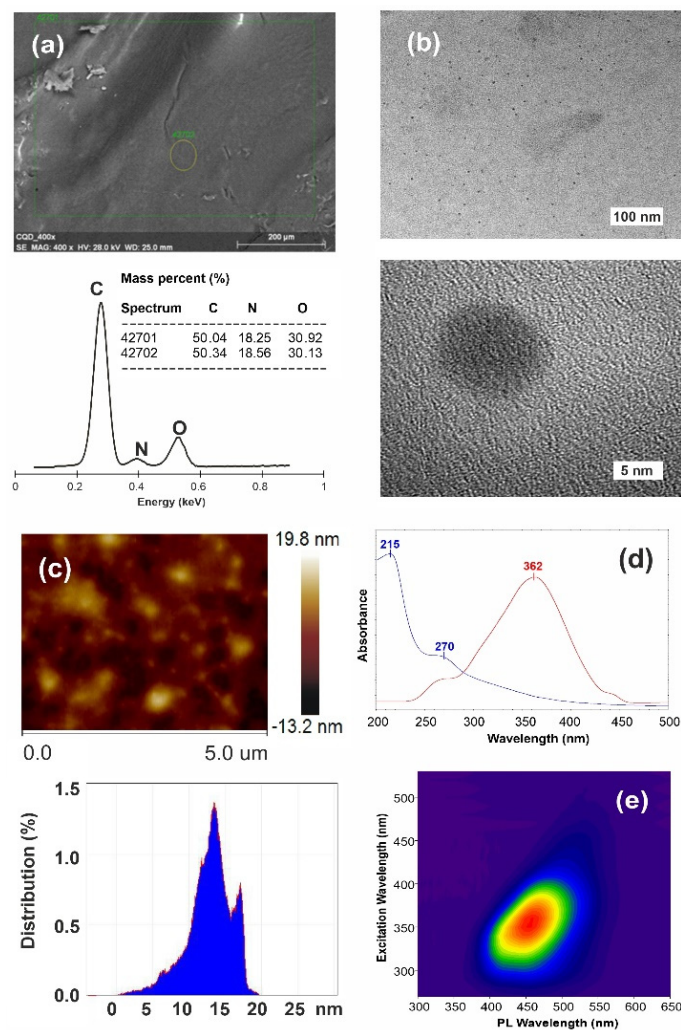 42701
(a)
42702
CQD_400x
SE MAG: 400 x HV: 28.0 kV WD: 25.0 mm
200 µm
Mass percent (%)
Spectrum C N O
42701 50.04 18.25 30.92
42702 50.34 18.56 30.13
C
N
O
0 0.2 0.4 0.6 0.8 1
Energy (keV)
(b)
100 nm
5 nm
(c)
19.8 nm
-13.2 nm
0.0 5.0 um
1.5
1.0
0.5
0.0
Distribution (%)
0 5 10 15 20 25 nm
(d)
215
270
362
Absorbance
200 250 300 350 400 450 500
Wavelength (nm)
(e)
500
450
400
350
300
Excitation Wavelength (nm)
300 350 400 450 500 550 600 650
PL Wavelength (nm)